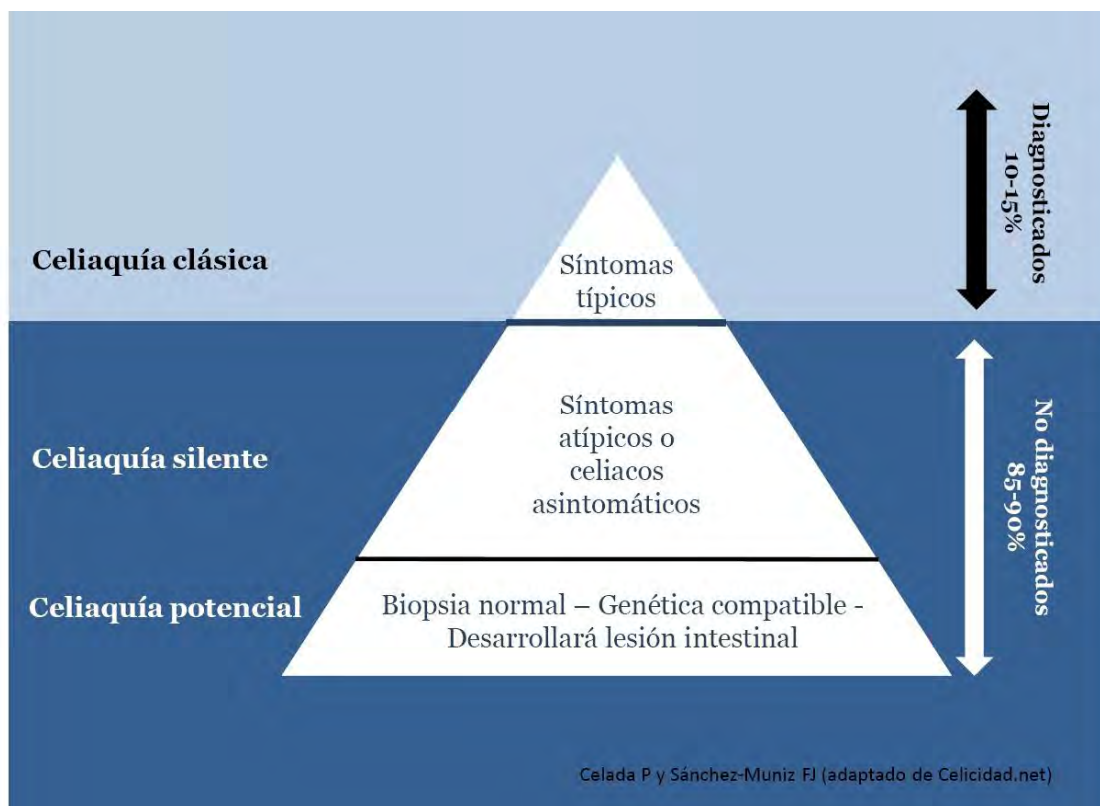 Diagnosticados
10-15%
Celiaquía clásica
Síntomas
típicos
Celiaquía silente
Síntomas
atípicos o
celiacos
asintomáticos
No diagnosticados
85-90%
Celiaquía potencial
Biopsia normal – Genética compatible -
Desarrollará lesión intestinal
Celada P y Sánchez-Muniz FJ (adaptado de Celicidad.net)